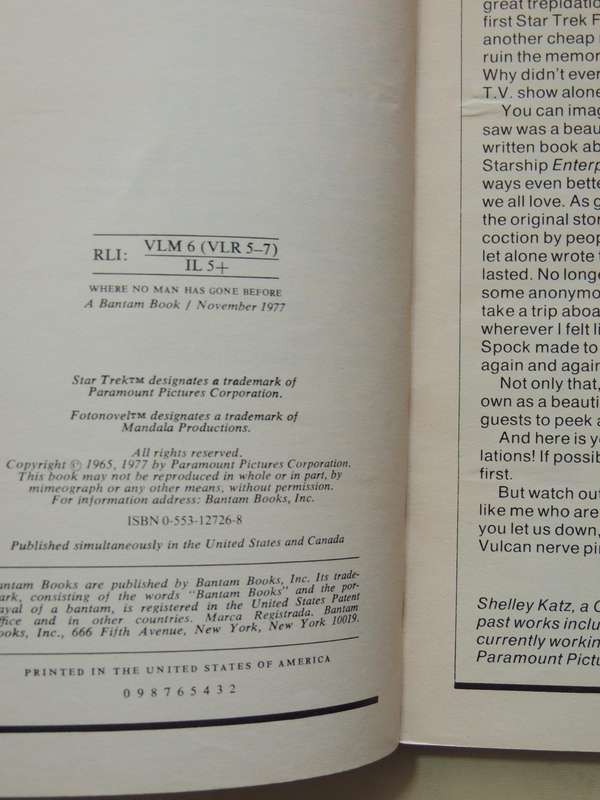 RLI: VLM 6 (VLR 5–7)
IL 5+
WHERE NO MAN HAS GONE BEFORE
A Bantam Book / November 1977
Star Trek™ designates a trademark of
Paramount Pictures Corporation.
Fotonovel™ designates a trademark of
Mandala Productions.
All rights reserved.
Copyright © 1965, 1977 by Paramount Pictures Corporation.
This book may not be reproduced in whole or in part, by
mimeograph or any other means, without permission.
For information address: Bantam Books, Inc.
ISBN 0-553-12726-8
Published simultaneously in the United States and Canada
antam Books are published by Bantam Books, Inc. Its trade-
ark, consisting of the words "Bantam Books" and the por-
ayal of a bantam, is registered in the United States Patent
ffice and in other countries. Marca Registrada. Bantam
ooks, Inc., 666 Fifth Avenue, New York, New York 10019.
PRINTED IN THE UNITED STATES OF AMERICA
0 9 8 7 6 5 4 3 2
great trepidatio
first Star Trek F
another cheap
ruin the memor
Why didn't ever
T.V. show alone
You can imag
saw was a beau
written book ab
Starship Enterp
ways even bette
we all love. As g
the original stor
coction by peop
let alone wrote t
lasted. No longe
some anonymo
take a trip aboa
wherever I felt li
Spock made to
again and again
Not only that,
own as a beauti
guests to peek a
And here is yo
lations! If possib
first.
But watch out
like me who are
you let us down,
Vulcan nerve pin
Shelley Katz, a C
past works inclu
currently workin
Paramount Pictu